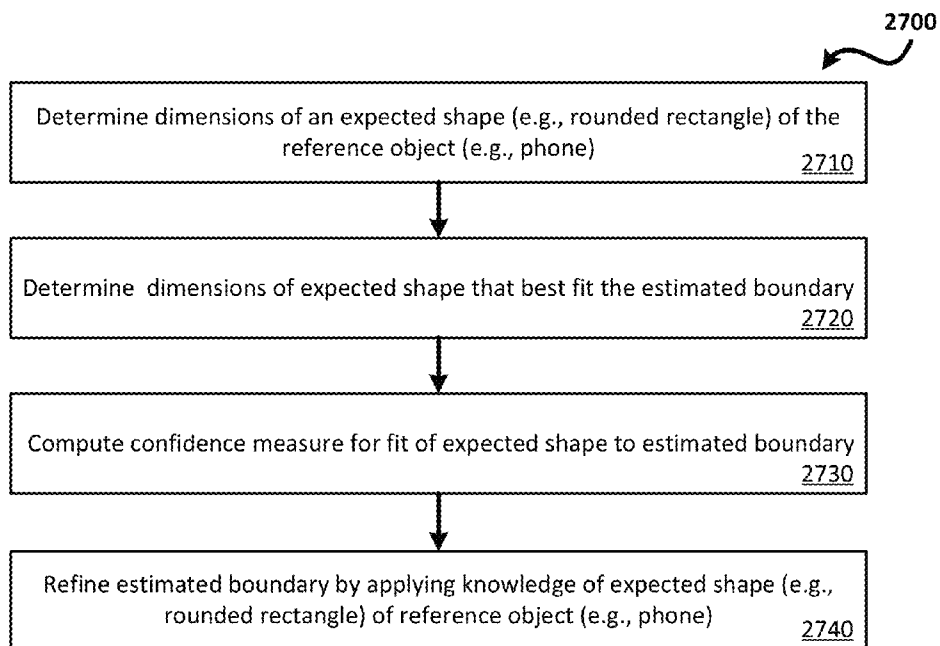 2700
Determine dimensions of an expected shape (e.g., rounded rectangle) of the
reference object (e.g., phone)
2710
Determine dimensions of expected shape that best fit the estimated boundary
2720
Compute confidence measure for fit of expected shape to estimated boundary
2730
Refine estimated boundary by applying knowledge of expected shape (e.g.,
rounded rectangle) of reference object (e.g., phone)
2740